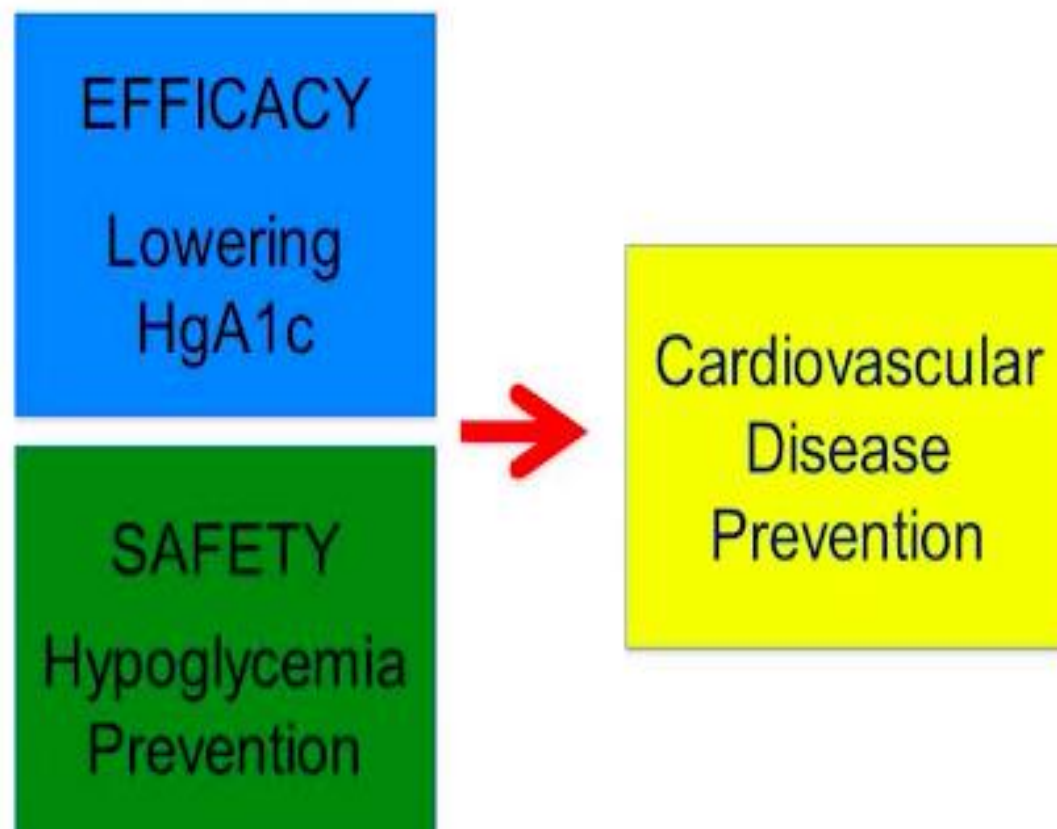 EFFICACY
Lowering
HgA1c
SAFETY
Hypoglycemia
Prevention
Cardiovascular
Disease
Prevention